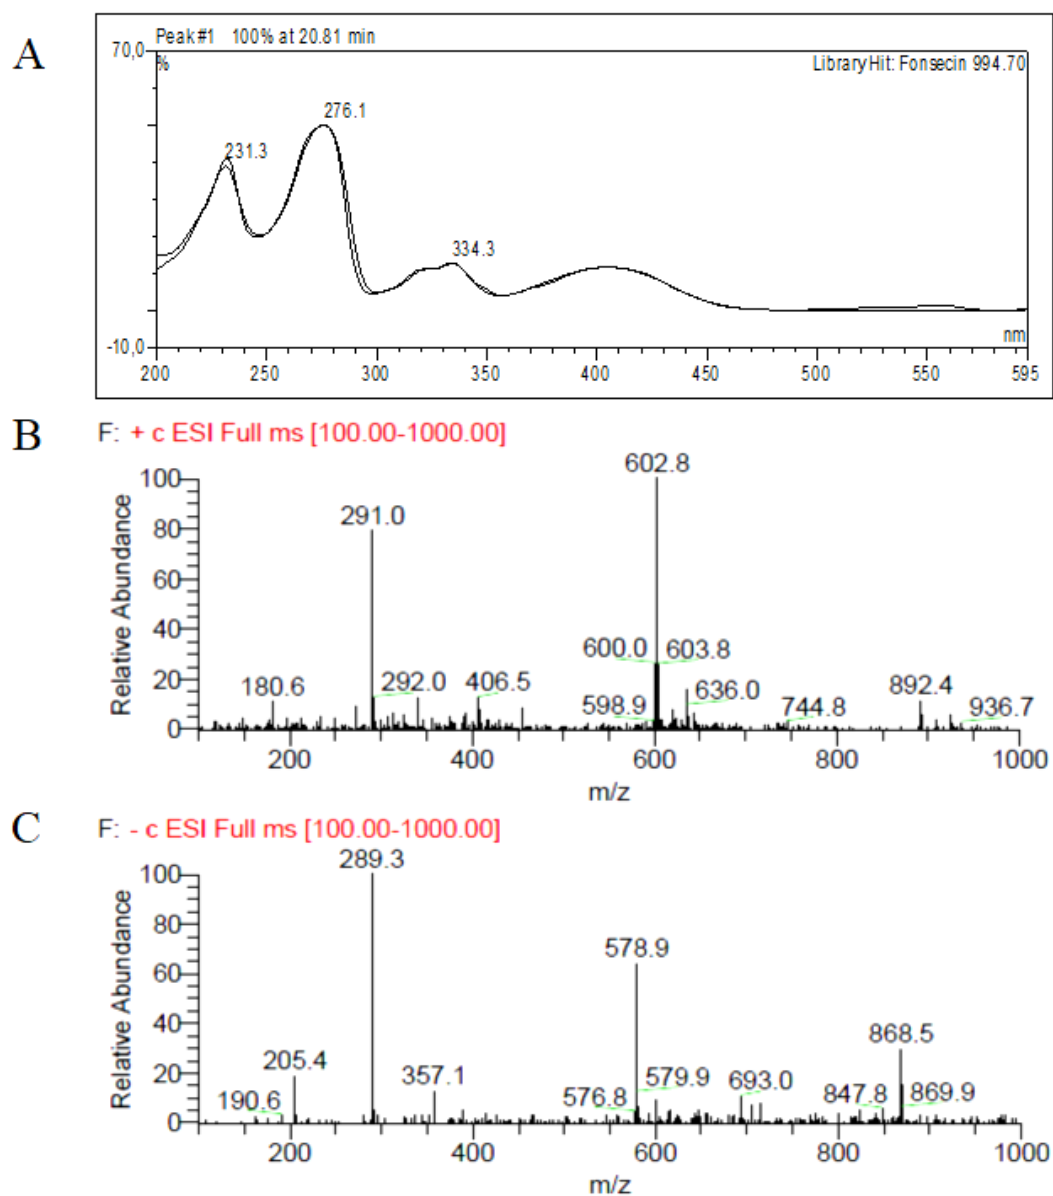 A
Peak #1 100% at 20.81 min
70,0
%
Library Hit: Fonsecin 994.70
276.1
231.3
334.3
-10,0
nm
200 250 300 350 400 450 500 550 595
B
F: + c ESI Full ms [100.00-1000.00]
602.8
100
291.0
80
60
Relative Abundance
40
600.0 603.8
20
180.6 292.0 406.5 598.9 636.0 744.8 892.4 936.7
0
200 400 600 800 1000
m/z
C
F: - c ESI Full ms [100.00-1000.00]
289.3
100
80
578.9
60
Relative Abundance
40
868.5
20
205.4 357.1 579.9 693.0
190.6 576.8 847.8 869.9
0
200 400 600 800 1000
m/z